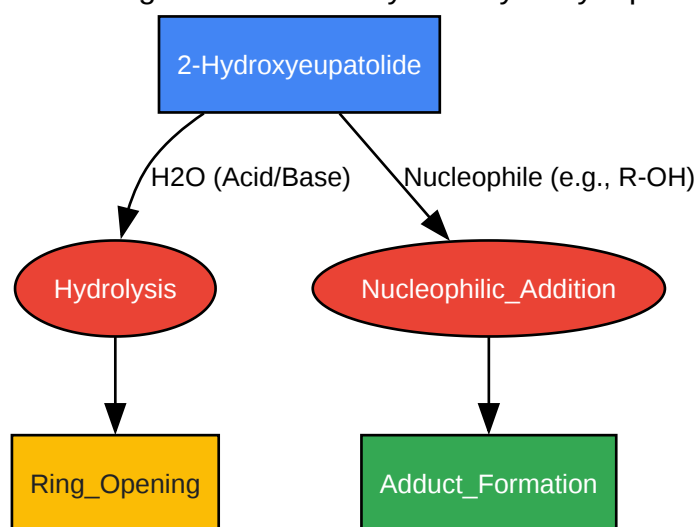 2-Hydroxyeupatolide
H2O (Acid/Base)
Nucleophile (e.g., R-OH)
Hydrolysis
Nucleophilic_Addition
Ring_Opening
Adduct_Formation